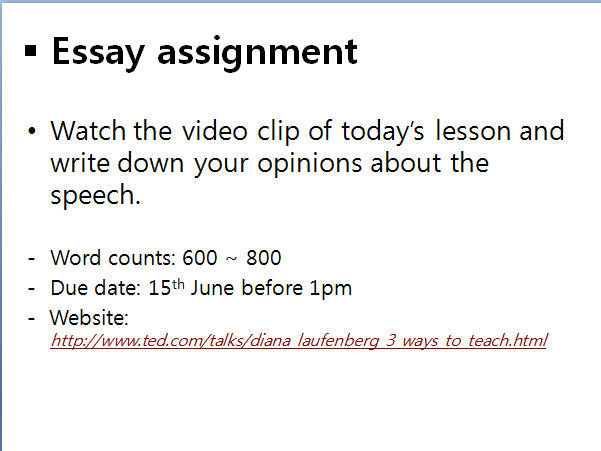 ▪ Essay assignment
• Watch the video clip of today's lesson and
write down your opinions about the
speech.
- Word counts: 600 ~ 800
- Due date: 15th June before 1pm
- Website:
http://www.ted.com/talks/diana_laufenberg_3_ways_to_teach.html